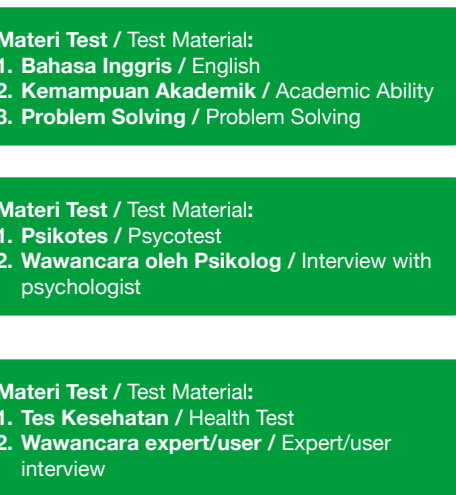 Materi Test / Test Material:
1. Bahasa Inggris / English
2. Kemampuan Akademik / Academic Ability
3. Problem Solving / Problem Solving
Materi Test / Test Material:
1. Psikotes / Psycotest
2. Wawancara oleh Psikolog / Interview with
psychologist
Materi Test / Test Material:
1. Tes Kesehatan / Health Test
2. Wawancara expert/user / Expert/user
interview